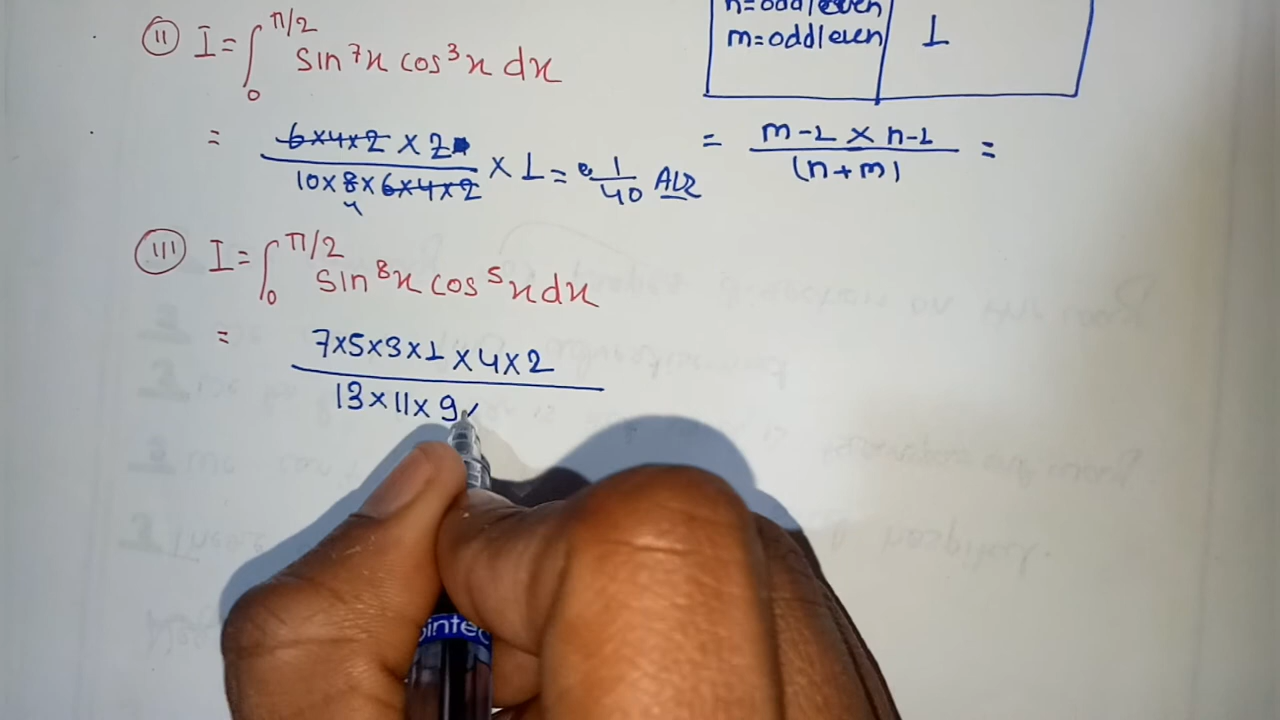 n=odd/even
m=odd/even 1
(ii) I = ∫₀^π/2 sin⁷x cos³x dx
= 6×4×2 × 2 / 10×8×6×4×2 × 1 = 1/40 Ans
4
= m-1 × n-1 / (n+m) =
(iii) I = ∫₀^π/2 sin⁸x cos⁵x dx
= 7×5×3×1×4×2 / 13×11×9
ointec